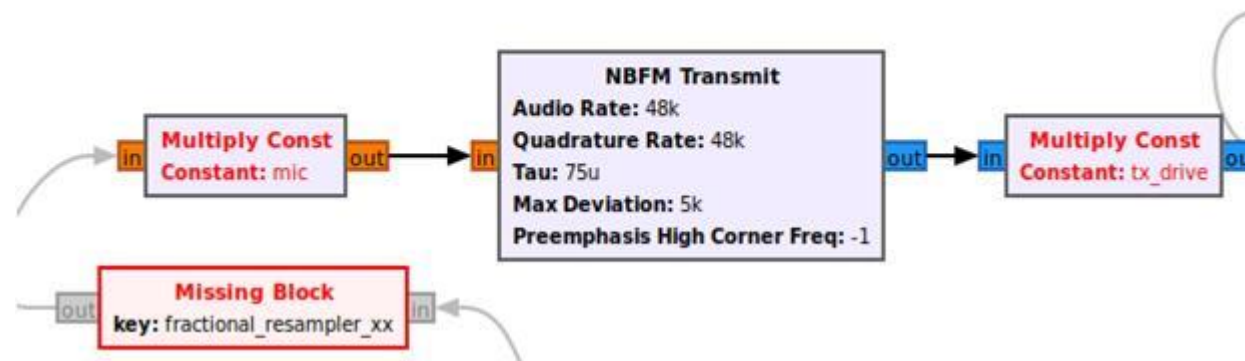 NBFM Transmit
Audio Rate: 48k
Quadrature Rate: 48k
Tau: 75u
Max Deviation: 5k
Preemphasis High Corner Freq: -1
in
Multiply Const
Constant: mic
out
in
out
in
Multiply Const
Constant: tx_drive
ou
out
Missing Block
key: fractional_resampler_xx
in